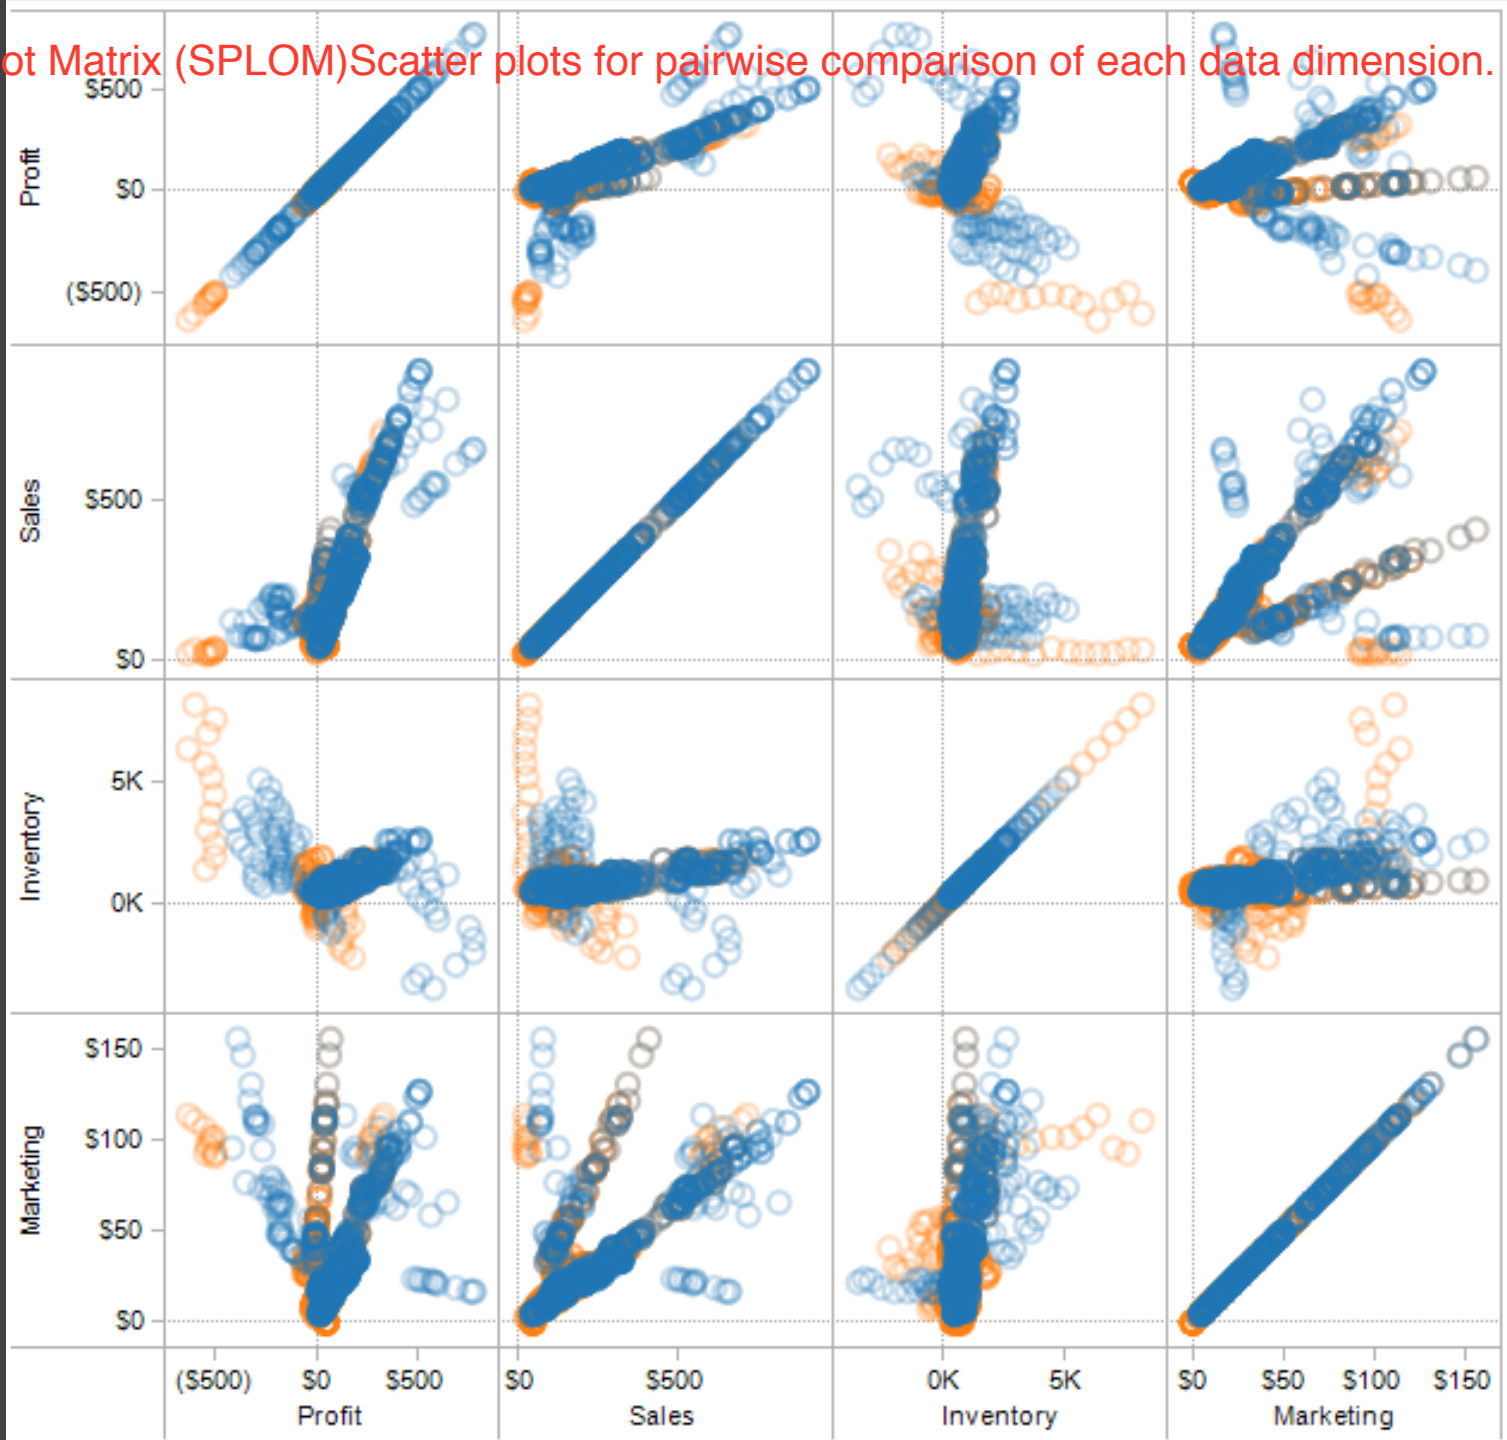 ot Matrix (SPLOM)Scatter plots for pairwise comparison of each data dimension.
Profit
$500
$0
($500)
Sales
$500
$0
Inventory
5K
0K
Marketing
$150
$100
$50
$0
($500) $0 $500 $0 $500 0K 5K $0 $50 $100 $150
Profit Sales Inventory Marketing